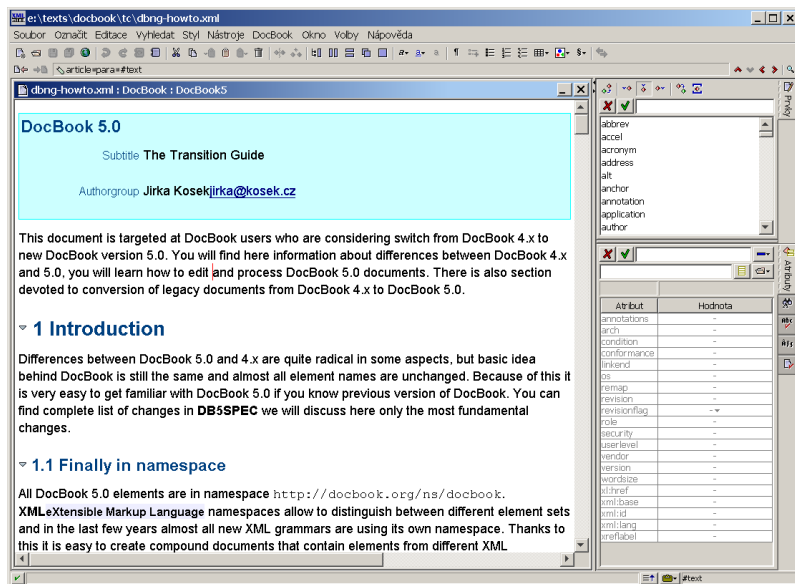 e:\texts\docbook\tc\dbng-howto.xml
Soubor Označit Editace Vyhledat Styl Nástroje DocBook Okno Volby Nápověda
article=para=#text
dbng-howto.xml : DocBook : DocBook5
DocBook 5.0
Subtitle The Transition Guide
Authorgroup Jirka Kosekjirka@kosek.cz
This document is targeted at DocBook users who are considering switch from DocBook 4.x to
new DocBook version 5.0. You will find here information about differences between DocBook 4.x
and 5.0, you will learn how to edit and process DocBook 5.0 documents. There is also section
devoted to conversion of legacy documents from DocBook 4.x to DocBook 5.0.
1 Introduction
Differences between DocBook 5.0 and 4.x are quite radical in some aspects, but basic idea
behind DocBook is still the same and almost all element names are unchanged. Because of this it
is very easy to get familiar with DocBook 5.0 if you know previous version of DocBook. You can
find complete list of changes in DB5SPEC we will discuss here only the most fundamental
changes.
1.1 Finally in namespace
All DocBook 5.0 elements are in namespace http://docbook.org/ns/docbook.
XMLeXtensible Markup Language namespaces allow to distinguish between different element sets
and in the last few years almost all new XML grammars are using its own namespace. Thanks to
this it is easy to create compound documents that contain elements from different XML
Prvky
abbrev
accel
acronym
address
alt
anchor
annotation
application
author
Atributy
Atribut Hodnota
annotations -
arch -
condition -
conformance -
linkend -
os -
remap -
revision -
revisionflag -
role -
security -
userlevel -
vendor -
version -
wordsize -
xl:href -
xml:base -
xml:id -
xml:lang -
xreflabel -
#text